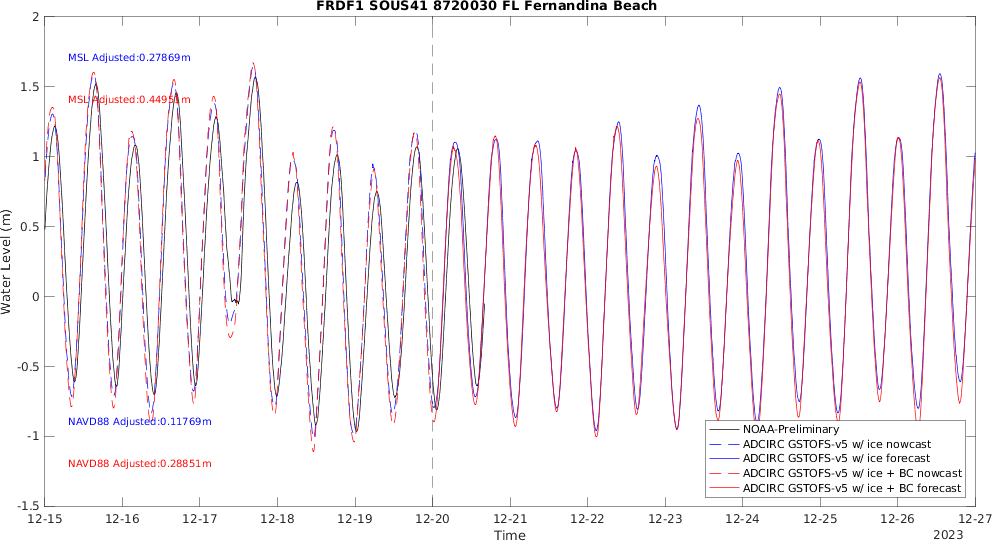 FRDF1 SOUS41 8720030 FL Fernandina Beach
2
1.5
1
0.5
0
-0.5
-1
-1.5
Water Level (m)
MSL Adjusted:0.27869m
MSL Adjusted:0.44951m
NAVD88 Adjusted:0.11769m
NAVD88 Adjusted:0.28851m
NOAA-Preliminary
ADCIRC GSTOFS-v5 w/ ice nowcast
ADCIRC GSTOFS-v5 w/ ice forecast
ADCIRC GSTOFS-v5 w/ ice + BC nowcast
ADCIRC GSTOFS-v5 w/ ice + BC forecast
12-15 12-16 12-17 12-18 12-19 12-20 12-21 12-22 12-23 12-24 12-25 12-26 12-27
Time
2023